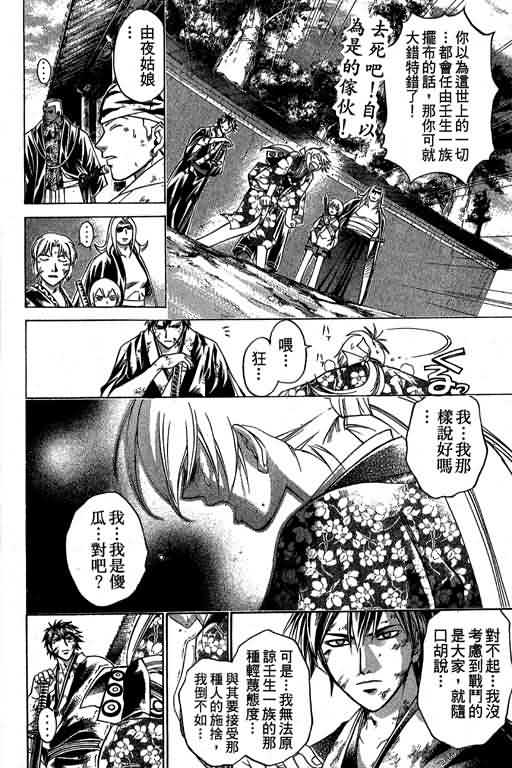 你以為這世上的一切
…都會任由壬生一族
擺布的話，那你可就
大錯特錯了！
去死吧！自以
為是的傢伙！
由夜姑娘
…
…
…
喂…
狂…
我…我那
樣說好嗎
…
我…我是傻
瓜…對吧？
對不起…我沒
考慮到戰鬥的
是大家，就隨
口胡說…
可是…我無法原
諒壬生一族的那
種輕蔑態度…
與其要接受那
種人的施捨，
我倒不如…
…